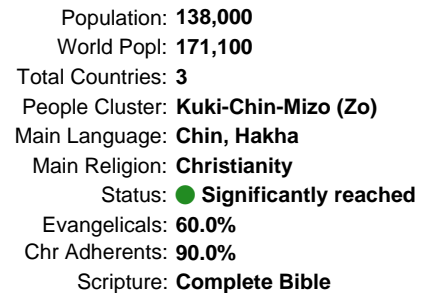 Population: 138,000
World Popl: 171,100
Total Countries: 3
People Cluster: Kuki-Chin-Mizo (Zo)
Main Language: Chin, Hakha
Main Religion: Christianity
Status: Significantly reached
Evangelicals: 60.0%
Chr Adherents: 90.0%
Scripture: Complete Bible